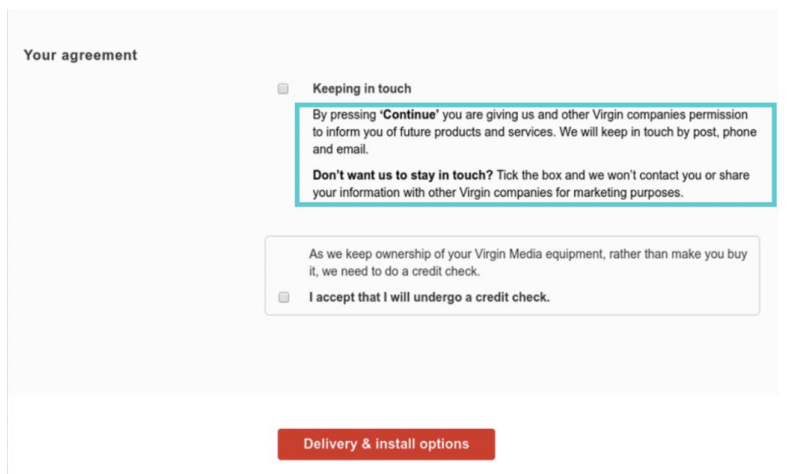 Your agreement
Keeping in touch
By pressing ‘Continue’ you are giving us and other Virgin companies permission
to inform you of future products and services. We will keep in touch by post, phone
and email.
Don’t want us to stay in touch? Tick the box and we won’t contact you or share
your information with other Virgin companies for marketing purposes.
As we keep ownership of your Virgin Media equipment, rather than make you buy
it, we need to do a credit check.
I accept that I will undergo a credit check.
Delivery & install options